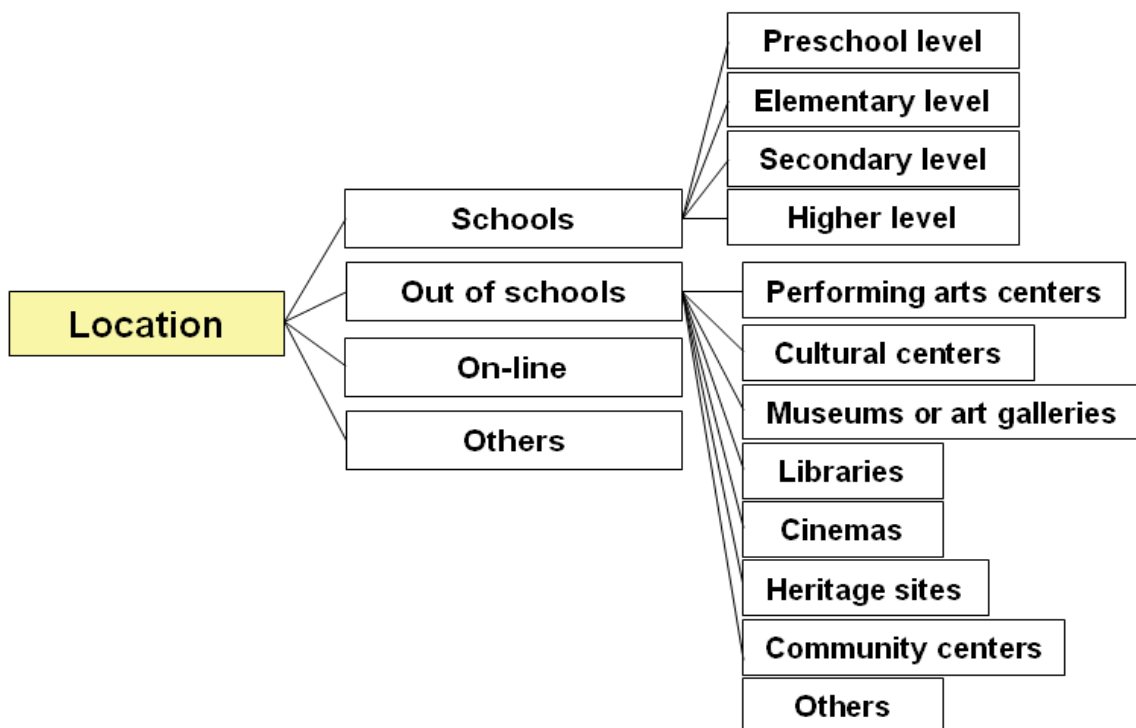 Location
Schools
Out of schools
On-line
Others
Preschool level
Elementary level
Secondary level
Higher level
Performing arts centers
Cultural centers
Museums or art galleries
Libraries
Cinemas
Heritage sites
Community centers
Others